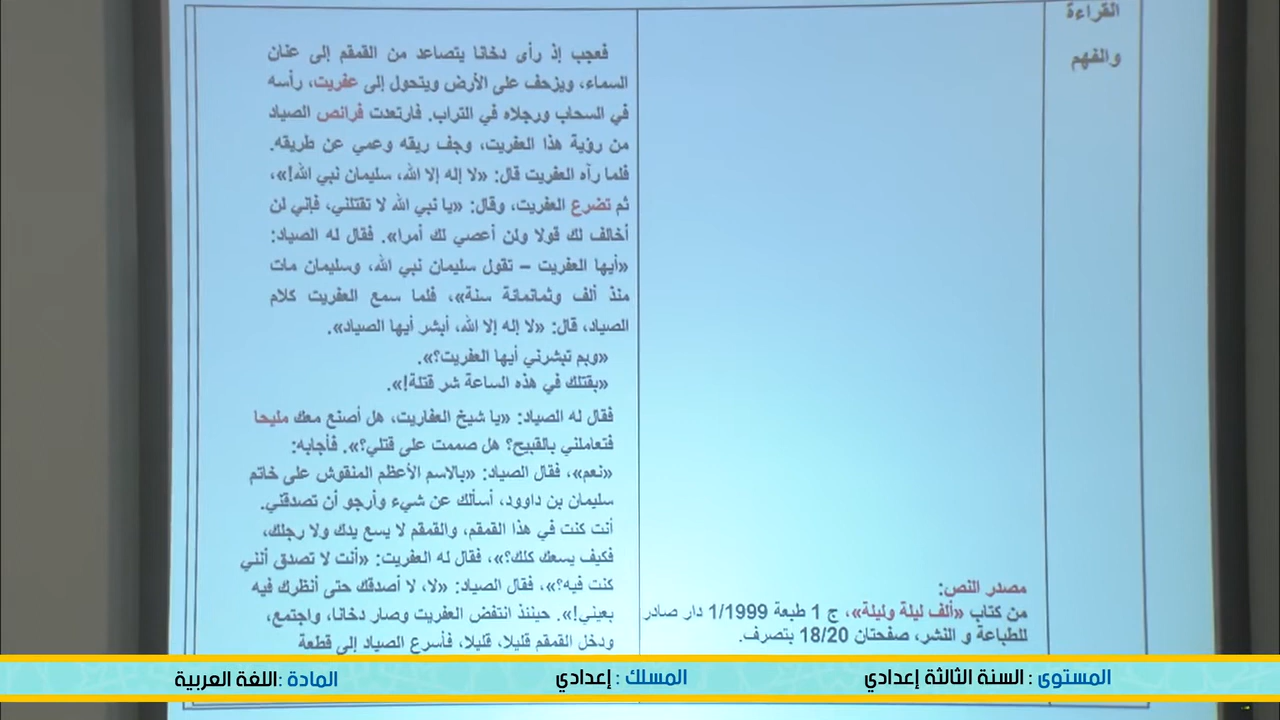 القراءة
والفهم
فعجب إذ رأى دخانا يتصاعد من القمقم إلى عنان
السماء، ويزحف على الأرض ويتحول إلى عفريت، رأسه
في السحاب ورجلاه في التراب. فارتعدت فرائص الصياد
من رؤية هذا العفريت، وجف ريقه وعمي عن طريقه.
فلما رآه العفريت قال: «لا إله إلا الله، سليمان نبي الله!»،
ثم تضرع العفريت، وقال: «يا نبي الله لا تقتلني، فإني لن
أخالف لك قولا ولن أعصي لك أمرا». فقال له الصياد:
«أيها العفريت – تقول سليمان نبي الله، وسليمان مات
منذ ألف وثمانمائة سنة»، فلما سمع العفريت كلام
الصياد، قال: «لا إله إلا الله، أبشر أيها الصياد».
«وبم تبشرني أيها العفريت؟».
«بقتلك في هذه الساعة شر قتلة!».
فقال له الصياد: «يا شيخ العفاريت، هل أصنع معك مليحا
فتعاملني بالقبيح؟ هل صممت على قتلي؟». فأجابه:
«نعم»، فقال الصياد: «بالاسم الأعظم المنقوش على خاتم
سليمان بن داوود، أسألك عن شيء وأرجو أن تصدقني.
أنت كنت في هذا القمقم، والقمقم لا يسع يدك ولا رجلك،
فكيف يسعك كلك؟»، فقال له العفريت: «أنت لا تصدق أنني
كنت فيه؟»، فقال الصياد: «لا، لا أصدقك حتى أنظرك فيه
بعيني!». حينئذ انتفض العفريت وصار دخانا، واجتمع،
ودخل القمقم قليلا، قليلا، فأسرع الصياد إلى قطعة
مصدر النص:
من كتاب «ألف ليلة وليلة»، ج 1 طبعة 1/1999 دار صادر
للطباعة و النشر، صفحتان 18/20 بتصرف.
المستوى : السنة الثالثة إعدادي
المسلك : إعدادي
المادة :اللغة العربية